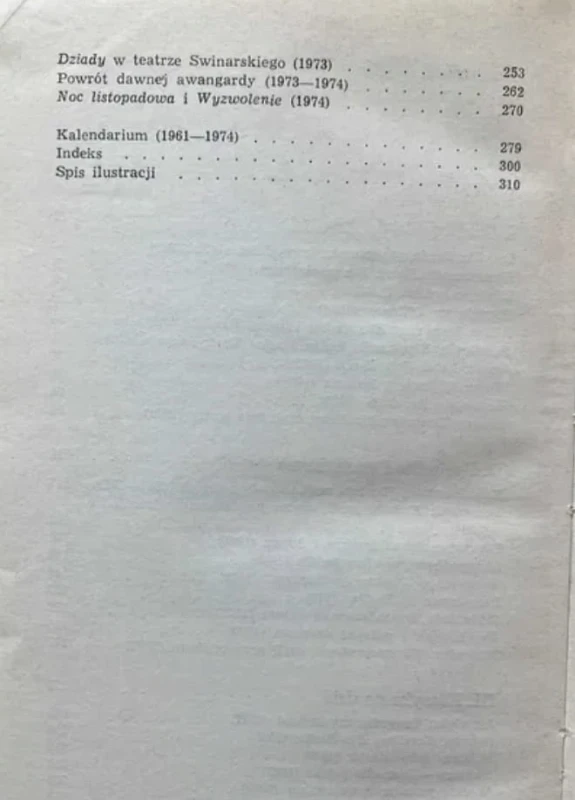 Dziady w teatrze Swinarskiego (1973) . . . . . . . . 253
Powrót dawnej awangardy (1973—1974) . . . . . . . 262
Noc listopadowa i Wyzwolenie (1974) . . . . . . . . 270
Kalendarium (1961—1974) . . . . . . . . . . . . . 279
Indeks . . . . . . . . . . . . . . . . . . . . 300
Spis ilustracji . . . . . . . . . . . . . . . . . 310